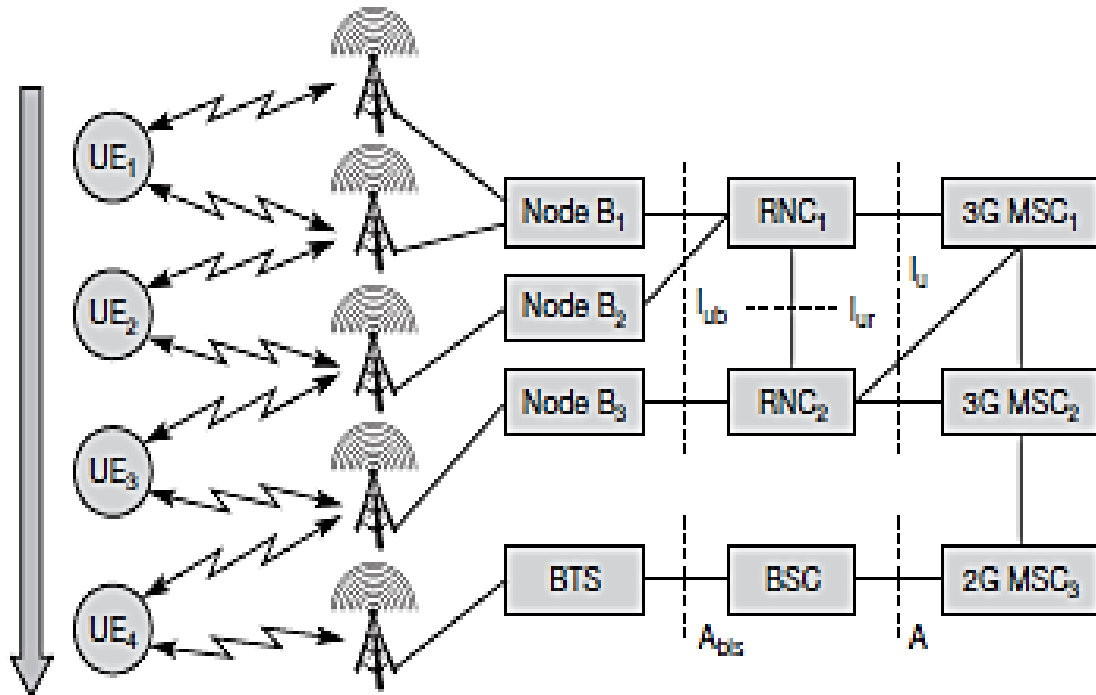 UE1
UE2
UE3
UE4
Node B1
RNC1
3G MSC1
Iu
Node B2
Iub
Iur
Node B3
RNC2
3G MSC2
BTS
BSC
2G MSC3
Abis
A